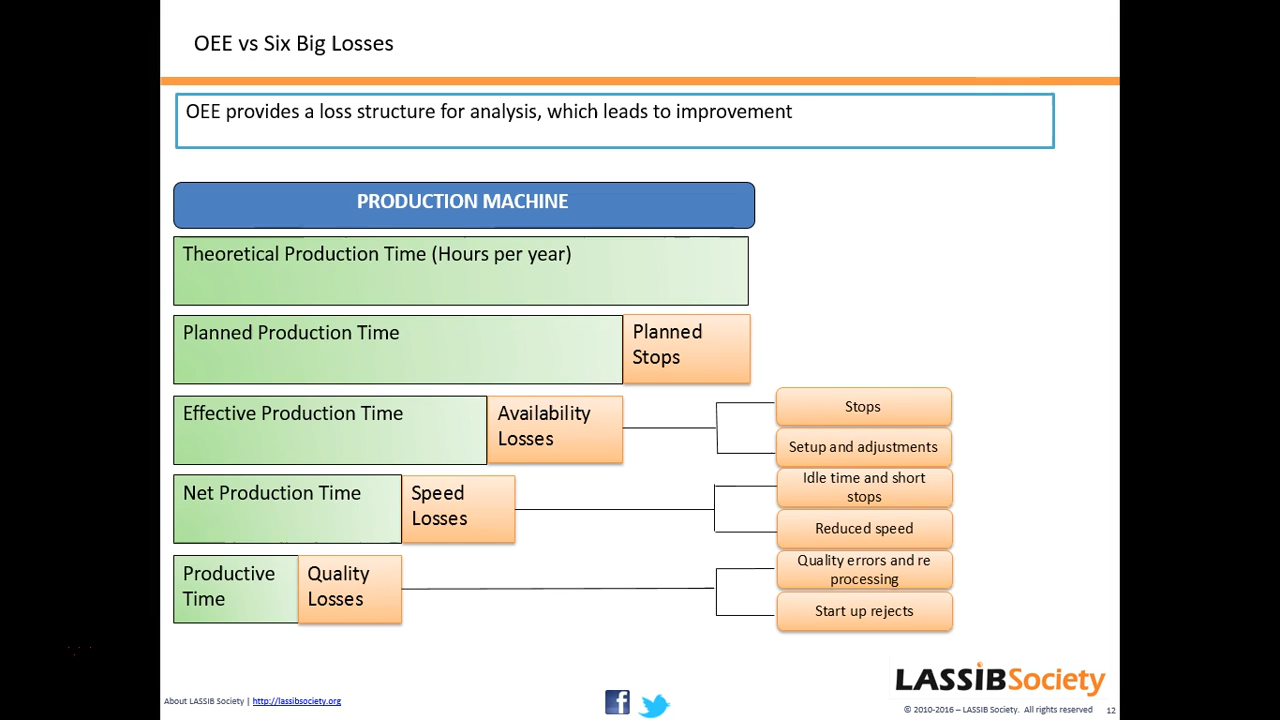 OEE vs Six Big Losses
OEE provides a loss structure for analysis, which leads to improvement
PRODUCTION MACHINE
Theoretical Production Time (Hours per year)
Planned Production Time
Planned
Stops
Effective Production Time
Availability
Losses
Stops
Setup and adjustments
Net Production Time
Speed
Losses
Idle time and short
stops
Reduced speed
Productive
Time
Quality
Losses
Quality errors and re
processing
Start up rejects
LASSiBSociety
About LASSIB Society | http://lassibsociety.org
© 2010-2016 – LASSIB Society. All rights reserved
12